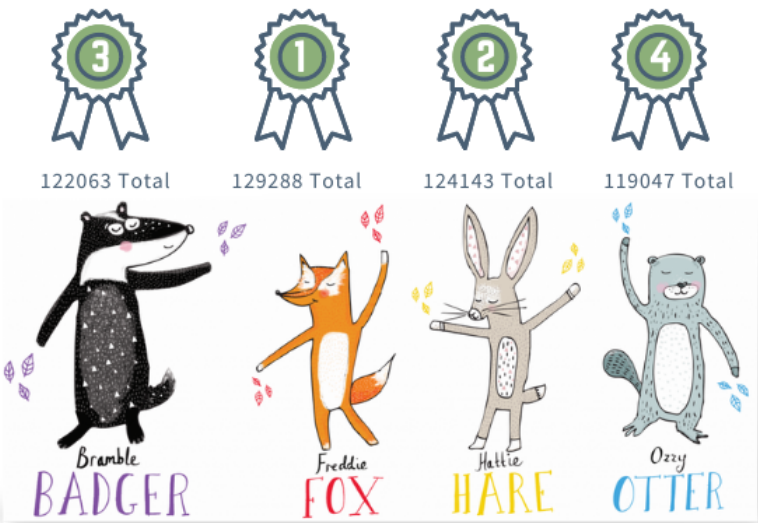 3 1 2 4
122063 Total 129288 Total 124143 Total 119047 Total
Bramble Freddie Hattie Ozzy
BADGER FOX HARE OTTER